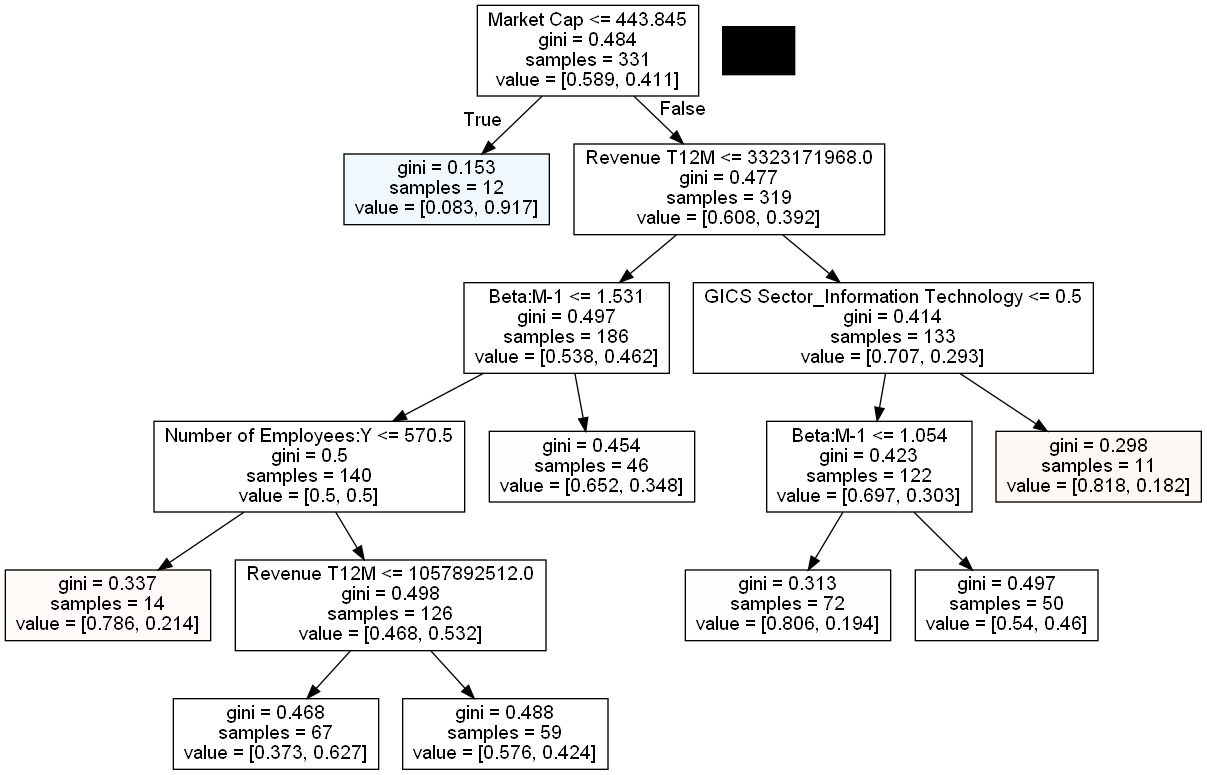 Market Cap <= 443.845
gini = 0.484
samples = 331
value = [0.589, 0.411]
True
False
gini = 0.153
samples = 12
value = [0.083, 0.917]
Revenue T12M <= 3323171968.0
gini = 0.477
samples = 319
value = [0.608, 0.392]
Beta:M-1 <= 1.531
gini = 0.497
samples = 186
value = [0.538, 0.462]
GICS Sector_Information Technology <= 0.5
gini = 0.414
samples = 133
value = [0.707, 0.293]
Number of Employees:Y <= 570.5
gini = 0.5
samples = 140
value = [0.5, 0.5]
gini = 0.454
samples = 46
value = [0.652, 0.348]
Beta:M-1 <= 1.054
gini = 0.423
samples = 122
value = [0.697, 0.303]
gini = 0.298
samples = 11
value = [0.818, 0.182]
gini = 0.337
samples = 14
value = [0.786, 0.214]
Revenue T12M <= 1057892512.0
gini = 0.498
samples = 126
value = [0.468, 0.532]
gini = 0.313
samples = 72
value = [0.806, 0.194]
gini = 0.497
samples = 50
value = [0.54, 0.46]
gini = 0.468
samples = 67
value = [0.373, 0.627]
gini = 0.488
samples = 59
value = [0.576, 0.424]